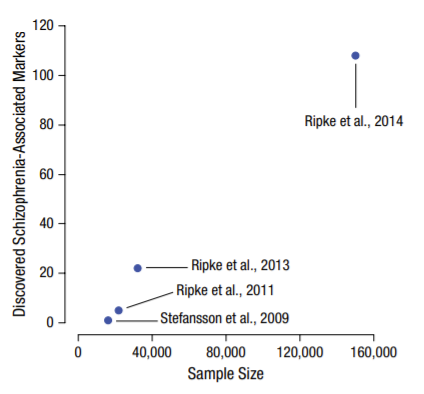 Discovered Schizophrenia-Associated Markers
120
100
80
60
40
20
0
Ripke et al., 2014
Ripke et al., 2013
Ripke et al., 2011
Stefansson et al., 2009
0 40,000 80,000 120,000 160,000
Sample Size